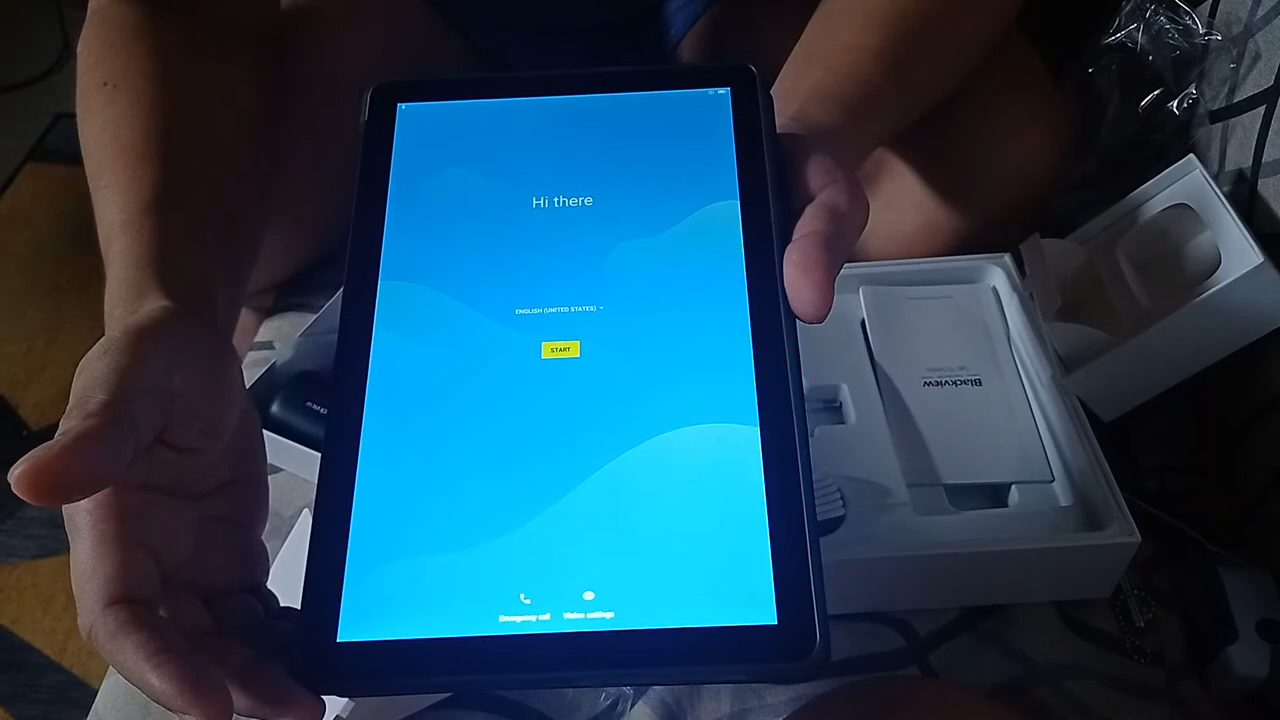 Hi there
ENGLISH (UNITED STATES)
START
Emergency call
Vision settings
Blackview